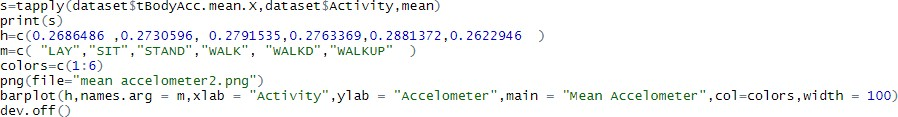 s=tapply(dataset$tBodyAcc.mean.X,dataset$Activity,mean)
print(s)
h=c(0.2686486 ,0.2730596, 0.2791535,0.2763369,0.2881372,0.2622946  )
m=c( "LAY","SIT","STAND","WALK", "WALKD","WALKUP"  )
colors=c(1:6)
png(file="mean accelometer2.png")
barplot(h,names.arg = m,xlab = "Activity",ylab = "Accelometer",main = "Mean Accelometer",col=colors,width = 100)
dev.off()